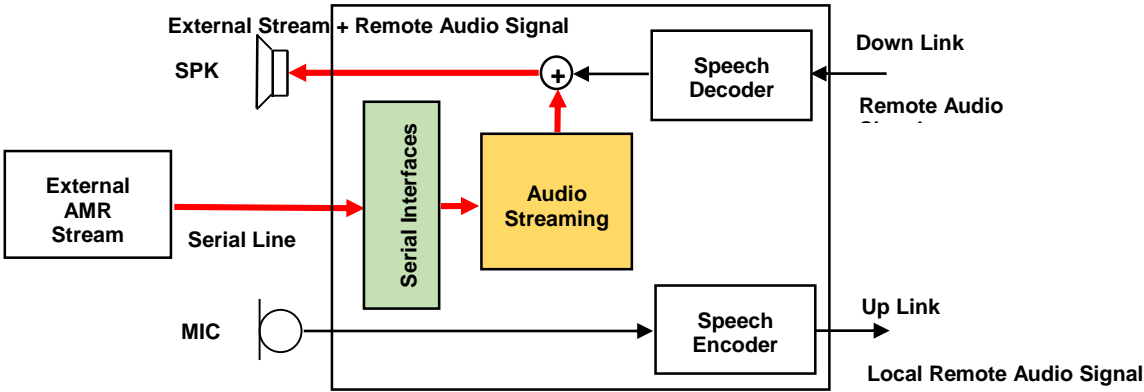 External Stream + Remote Audio Signal
SPK
+
Speech
Decoder
Down Link
Remote Audio
External
AMR
Stream
Serial Line
Serial Interfaces
Audio
Streaming
MIC
Speech
Encoder
Up Link
Local Remote Audio Signal